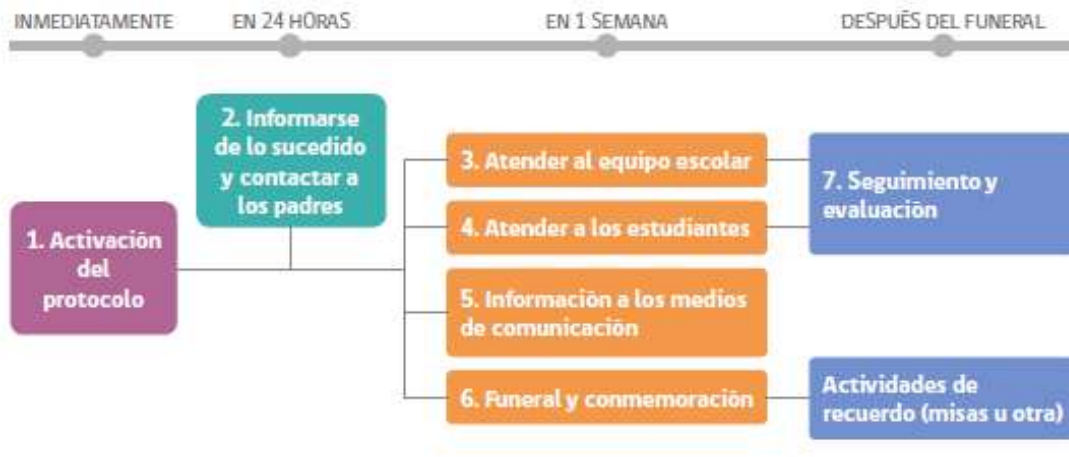 INMEDIATAMENTE
EN 24 HORAS
EN 1 SEMANA
DESPUÉS DEL FUNERAL
1. Activación
del
protocolo
2. Informarse
de lo sucedido
y contactar a
los padres
3. Atender al equipo escolar
4. Atender a los estudiantes
5. Información a los medios
de comunicación
6. Funeral y conmemoración
7. Seguimiento y
evaluación
Actividades de
recuerdo (misas u otra)